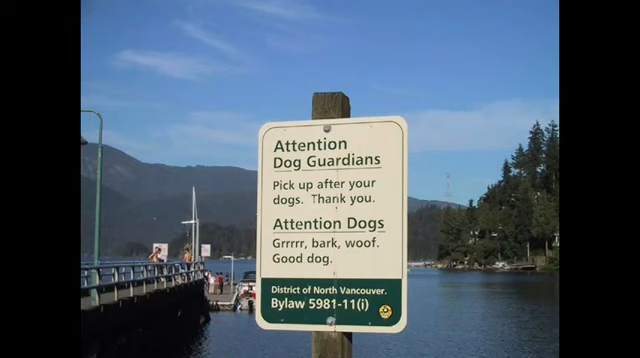 Attention
Dog Guardians
Pick up after your
dogs. Thank you.
Attention Dogs
Grrrrr, bark, woof.
Good dog.
District of North Vancouver.
Bylaw 5981-11(i)